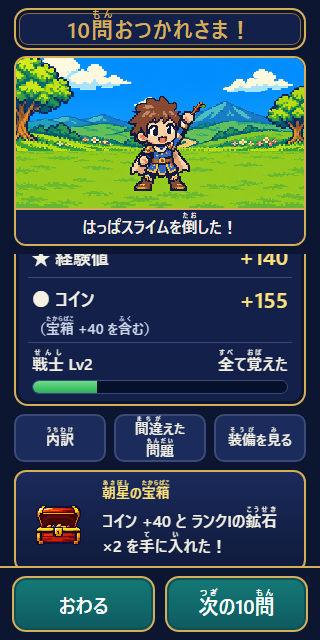 10問おつかれさま！
はっぱスライムを倒した！
★ 経験値 +140
コイン +155
（宝箱 +40 を含む）
戦士 Lv2 全て覚えた
内訳
間違えた
問題
装備を見る
朝星の宝箱
コイン +40 と ランクIの鉱石
×2 を手に入れた！
おわる
次の10問